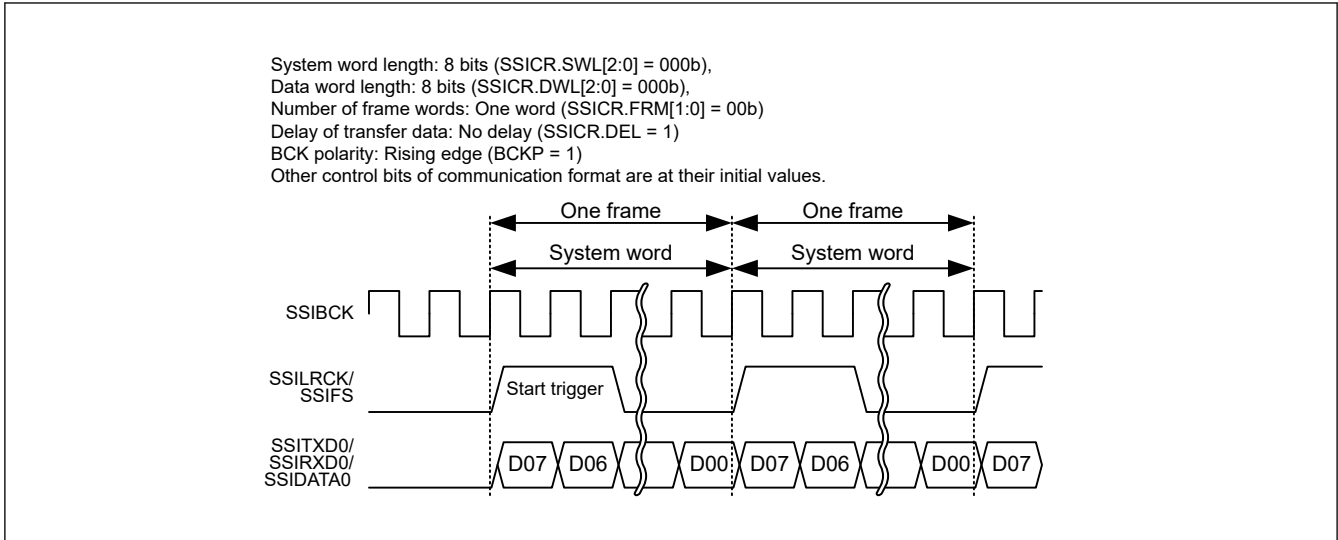 System word length: 8 bits (SSICR.SWL[2:0] = 000b),
Data word length: 8 bits (SSICR.DWL[2:0] = 000b),
Number of frame words: One word (SSICR.FRM[1:0] = 00b)
Delay of transfer data: No delay (SSICR.DEL = 1)
BCK polarity: Rising edge (BCKP = 1)
Other control bits of communication format are at their initial values.
One frame One frame
System word System word
SSIBCK
SSILRCK/
SSIFS
Start trigger
SSITXD0/
SSIRXD0/
SSIDATA0
D07 D06 D00 D07 D06 D00 D07